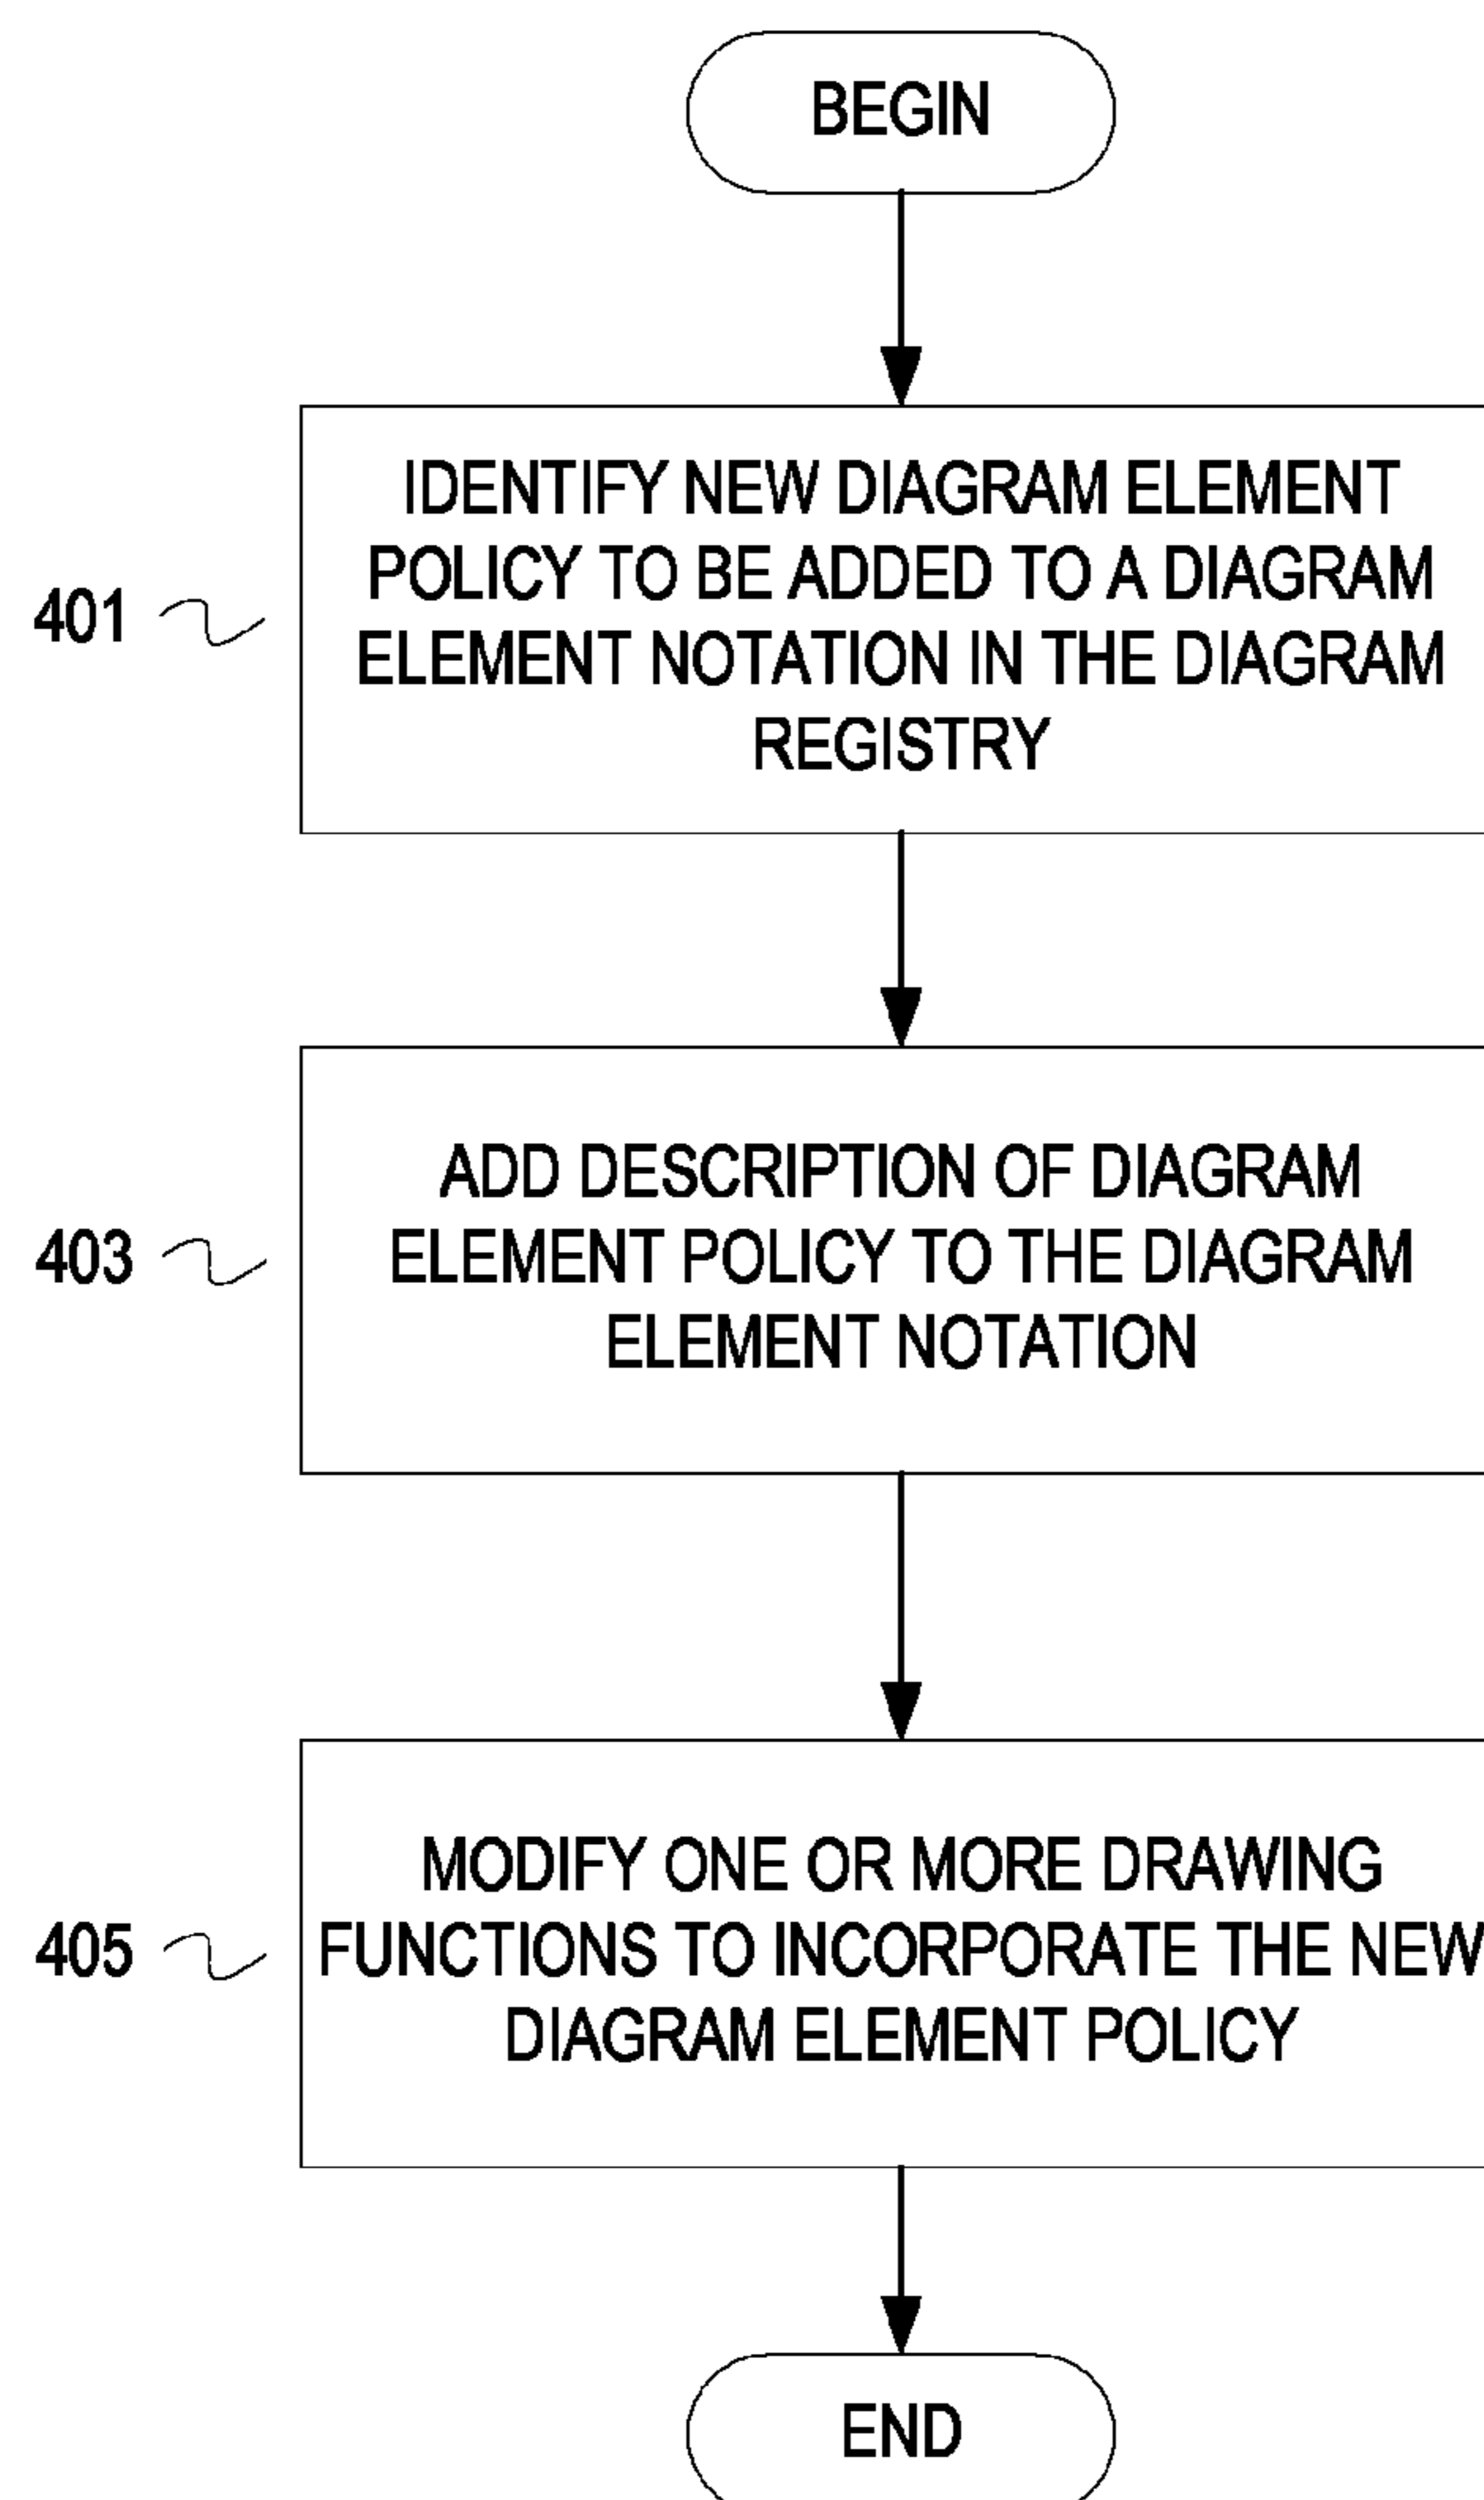 BEGIN
IDENTIFY NEW DIAGRAM ELEMENT
POLICY TO BE ADDED TO A DIAGRAM
ELEMENT NOTATION IN THE DIAGRAM
REGISTRY
401
ADD DESCRIPTION OF DIAGRAM
ELEMENT POLICY TO THE DIAGRAM
ELEMENT NOTATION
403
MODIFY ONE OR MORE DRAWING
FUNCTIONS TO INCORPORATE THE NEW
DIAGRAM ELEMENT POLICY
405
END